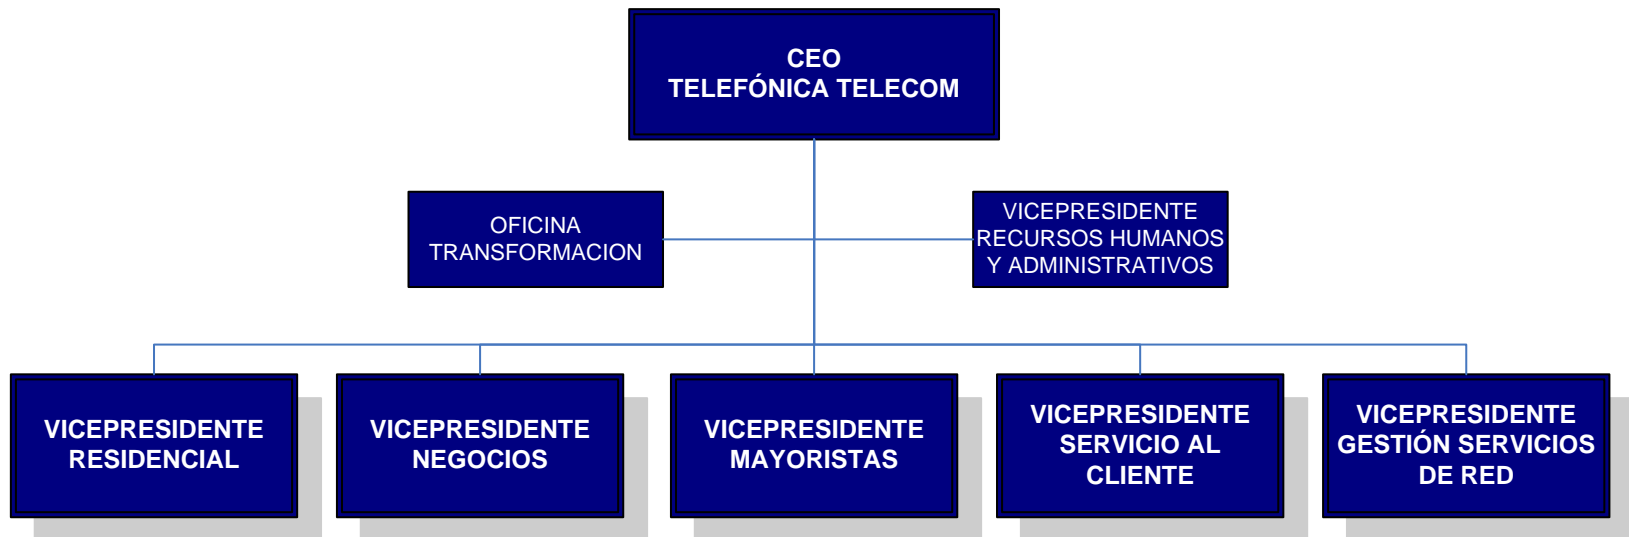 CEO
TELEFÓNICA TELECOM
OFICINA
TRANSFORMACION
VICEPRESIDENTE
RECURSOS HUMANOS
Y ADMINISTRATIVOS
VICEPRESIDENTE
RESIDENCIAL
VICEPRESIDENTE
NEGOCIOS
VICEPRESIDENTE
MAYORISTAS
VICEPRESIDENTE
SERVICIO AL
CLIENTE
VICEPRESIDENTE
GESTIÓN SERVICIOS
DE RED